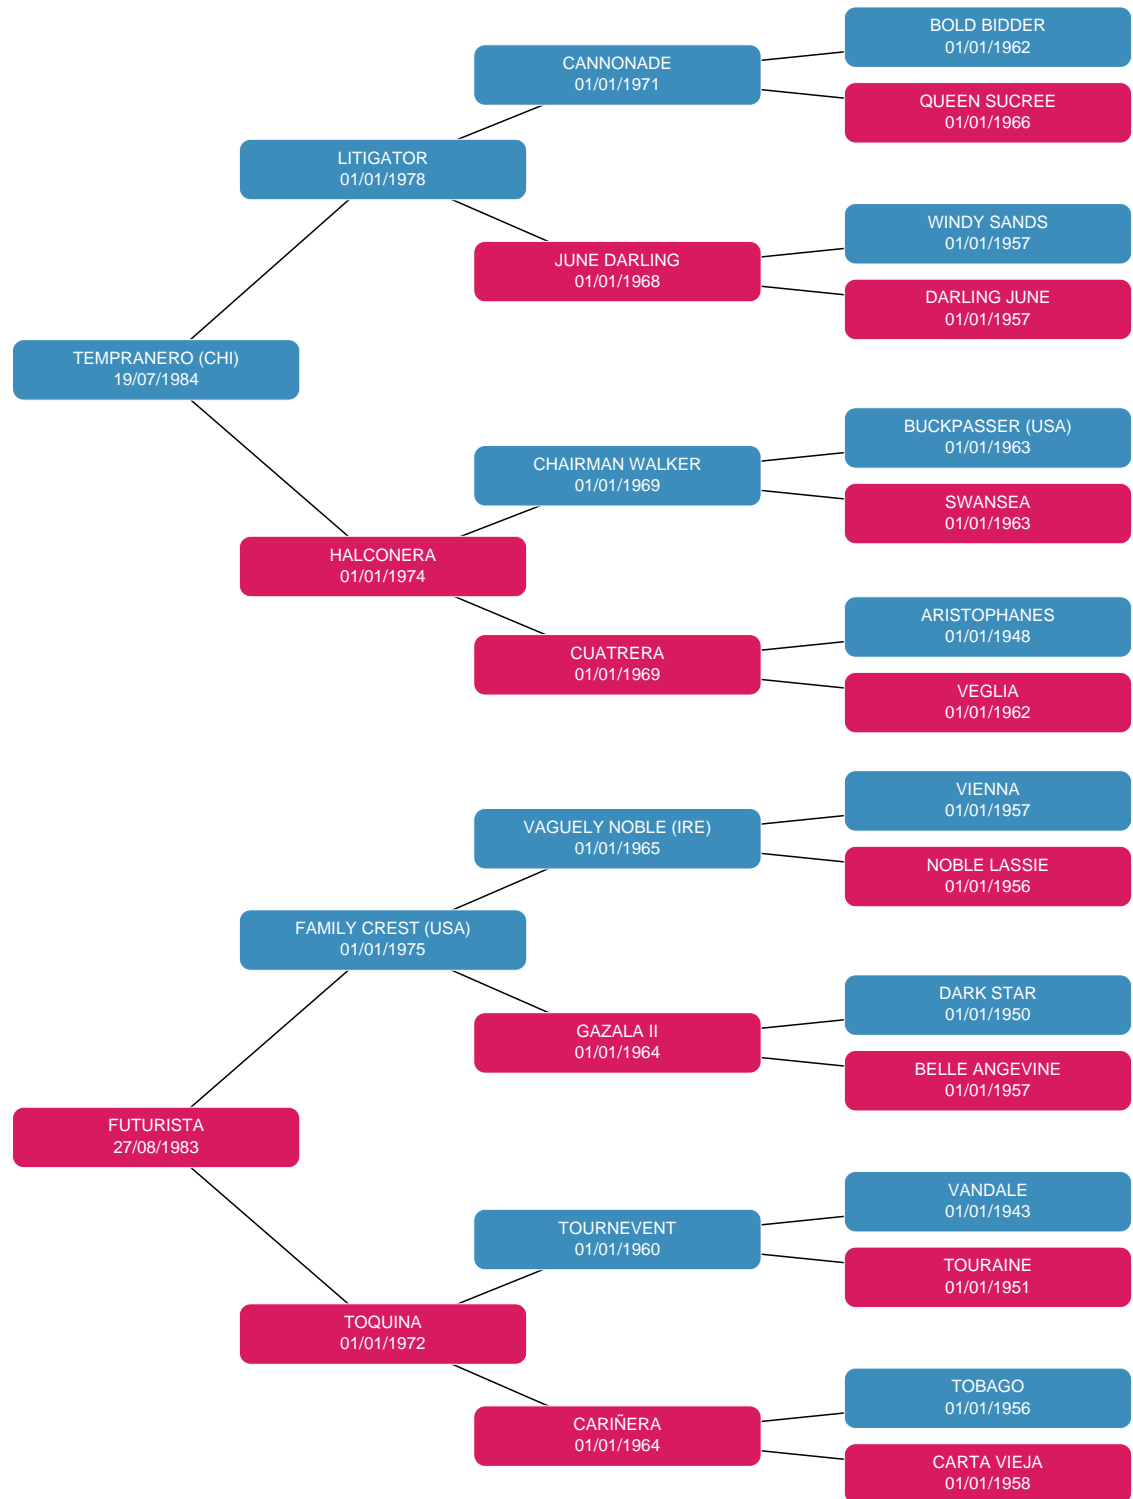 BOLD BIDDER
01/01/1962
CANNONADE
01/01/1971
QUEEN SUCREE
01/01/1966
LITIGATOR
01/01/1978
WINDY SANDS
01/01/1957
JUNE DARLING
01/01/1968
DARLING JUNE
01/01/1957
TEMPRANERO (CHI)
19/07/1984
BUCKPASSER (USA)
01/01/1963
CHAIRMAN WALKER
01/01/1969
SWANSEA
01/01/1963
HALCONERA
01/01/1974
ARISTOPHANES
01/01/1948
CUATRERA
01/01/1969
VEGLIA
01/01/1962
VIENNA
01/01/1957
VAGUELY NOBLE (IRE)
01/01/1965
NOBLE LASSIE
01/01/1956
FAMILY CREST (USA)
01/01/1975
DARK STAR
01/01/1950
GAZALA II
01/01/1964
BELLE ANGEVINE
01/01/1957
FUTURISTA
27/08/1983
VANDALE
01/01/1943
TOURNEVENT
01/01/1960
TOURAINE
01/01/1951
TOQUINA
01/01/1972
TOBAGO
01/01/1956
CARIÑERA
01/01/1964
CARTA VIEJA
01/01/1958